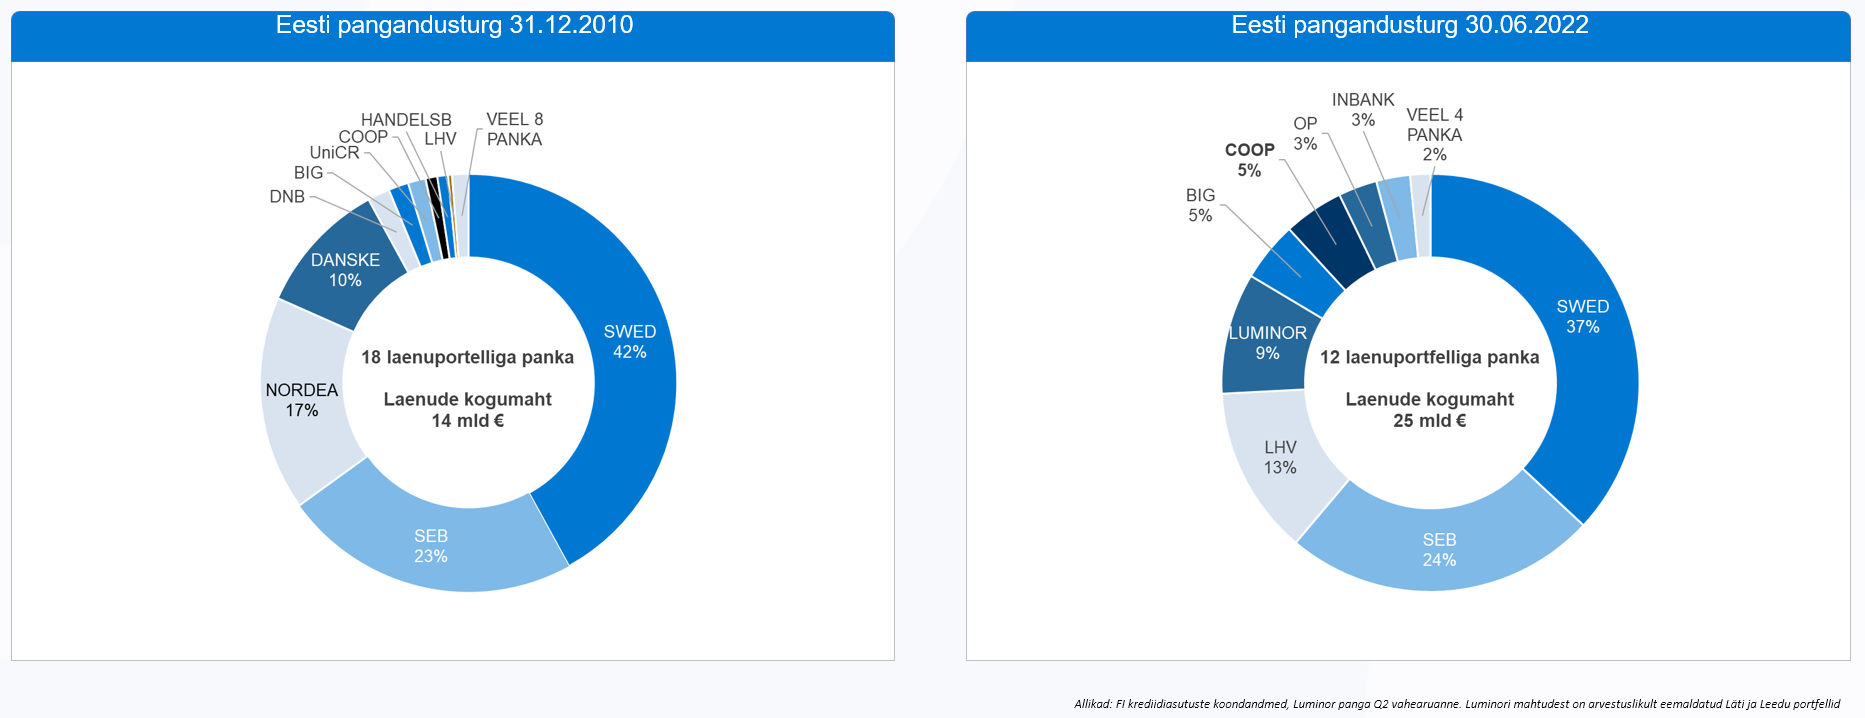 Eesti pangandusturg 31.12.2010
HANDELSB
COOP
LHV
VEEL 8
PANKA
UniCR
BIG
DNB
DANSKE
10%
NORDEA
17%
SEB
23%
SWED
42%
18 laenuportelliga panka
Laenude kogumaht
14 mld €
Eesti pangandusturg 30.06.2022
INBANK
3%
OP
3%
VEEL 4
PANKA
2%
COOP
5%
BIG
5%
LUMINOR
9%
LHV
13%
SEB
24%
SWED
37%
12 laenuportfelliga panka
Laenude kogumaht
25 mld €
Allikad: FI krediidiasutuste koondandmed, Luminor panga Q2 vahearuanne. Luminori mahtudest on arvestuslikult eemaldatud Läti ja Leedu portfellid